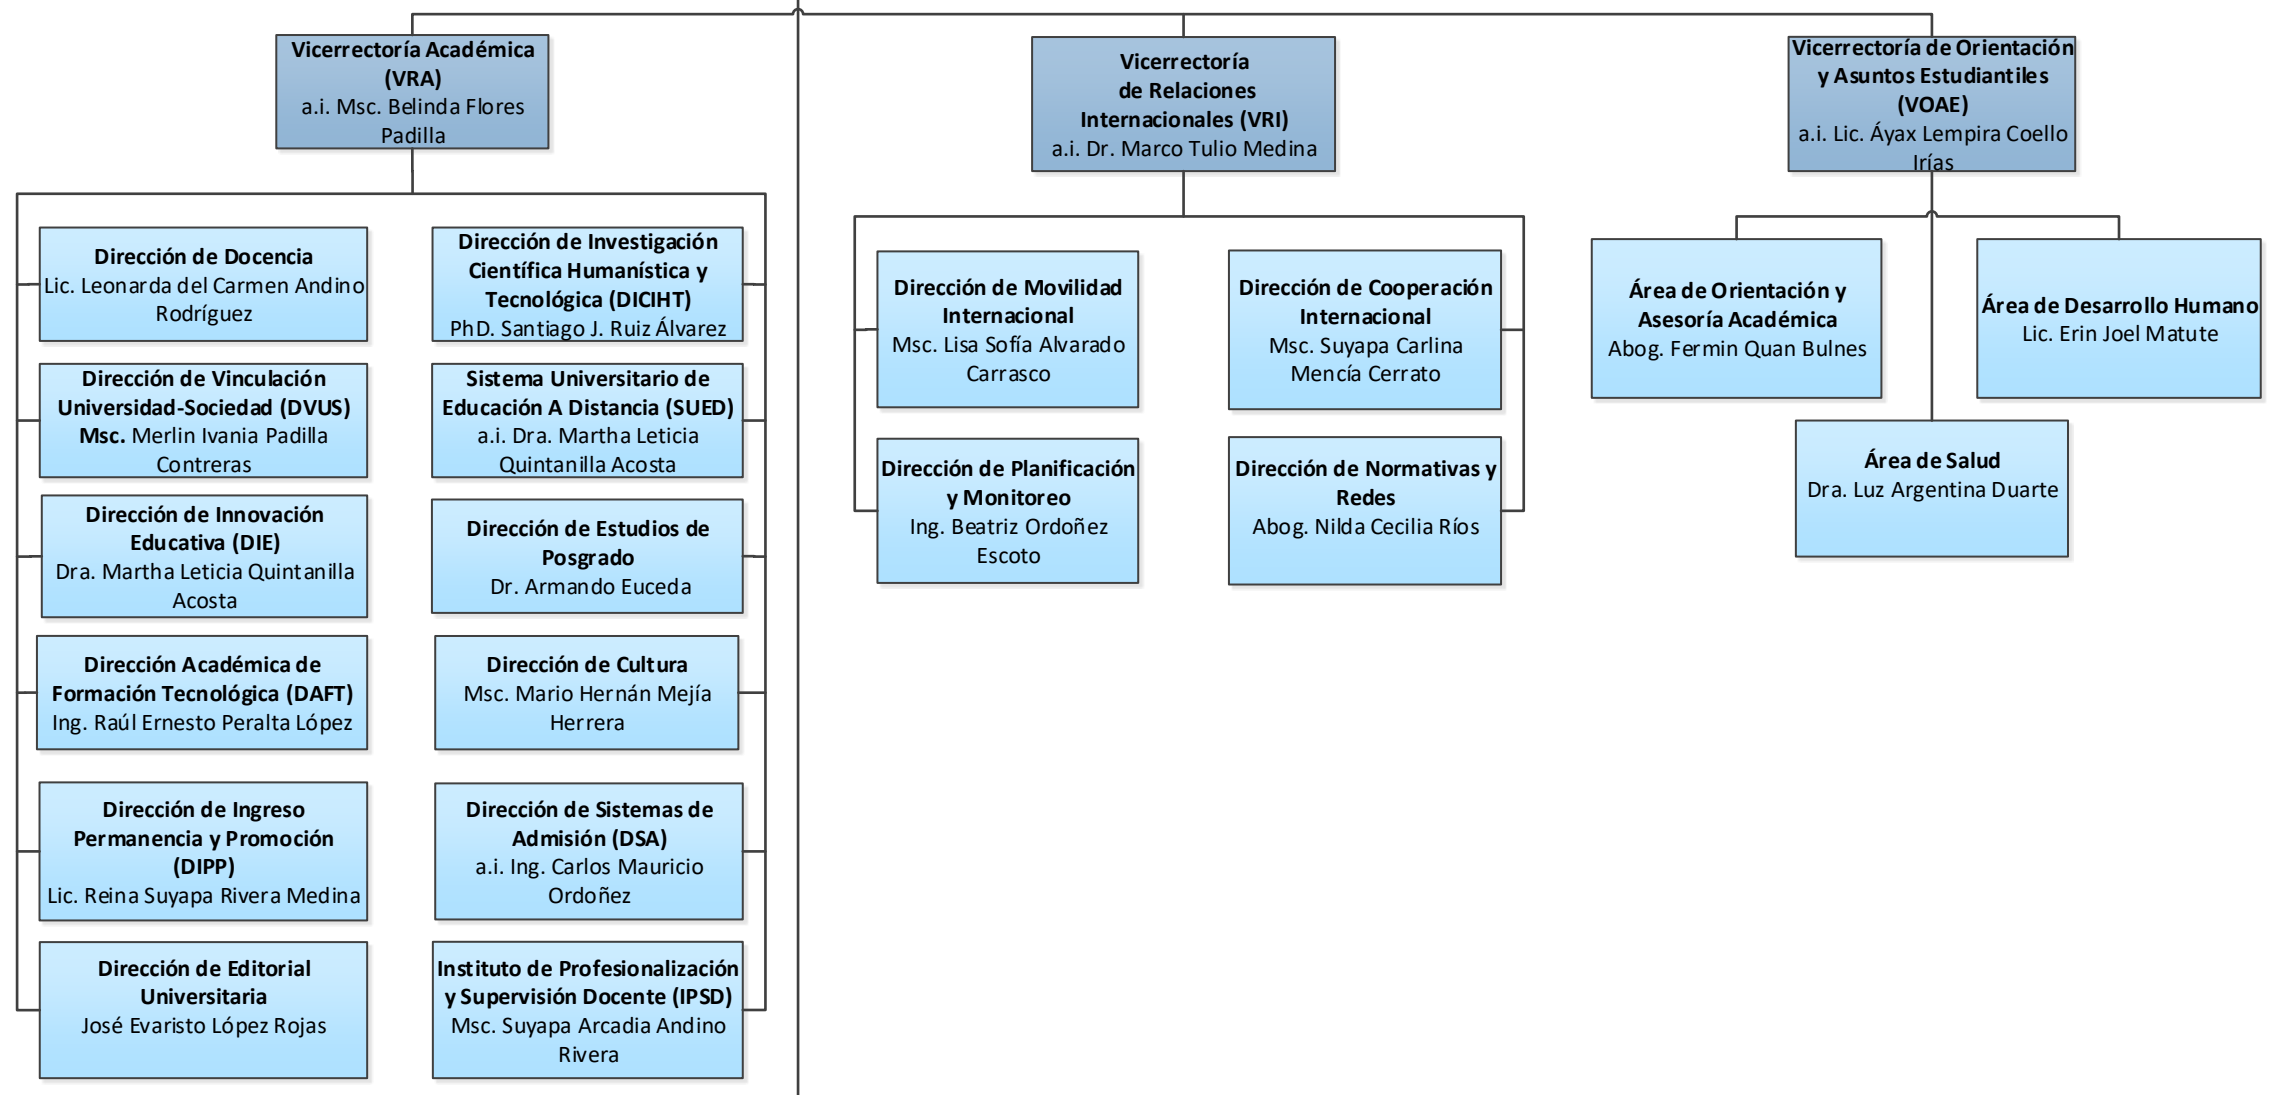 Vicerrectoría Académica
(VRA)
a.i. Msc. Belinda Flores
Padilla
Vicerrectoría
de Relaciones
Internacionales (VRI)
a.i. Dr. Marco Tulio Medina
Vicerrectoría de Orientación
y Asuntos Estudiantiles
(VOAE)
a.i. Lic. Áyax Lempira Coello
Irías
Dirección de Docencia
Lic. Leonarda del Carmen Andino
Rodríguez
Dirección de Investigación
Científica Humanística y
Tecnológica (DICIHT)
PhD. Santiago J. Ruiz Álvarez
Dirección de Vinculación
Universidad-Sociedad (DVUS)
Msc. Merlin Ivania Padilla
Contreras
Sistema Universitario de
Educación A Distancia (SUED)
a.i. Dra. Martha Leticia
Quintanilla Acosta
Dirección de Innovación
Educativa (DIE)
Dra. Martha Leticia Quintanilla
Acosta
Dirección de Estudios de
Posgrado
Dr. Armando Euceda
Dirección Académica de
Formación Tecnológica (DAFT)
Ing. Raúl Ernesto Peralta López
Dirección de Cultura
Msc. Mario Hernán Mejía
Herrera
Dirección de Ingreso
Permanencia y Promoción
(DIPP)
Lic. Reina Suyapa Rivera Medina
Dirección de Sistemas de
Admisión (DSA)
a.i. Ing. Carlos Mauricio
Ordoñez
Dirección de Editorial
Universitaria
José Evaristo López Rojas
Instituto de Profesionalización
y Supervisión Docente (IPSD)
Msc. Suyapa Arcadia Andino
Rivera
Dirección de Movilidad
Internacional
Msc. Lisa Sofía Alvarado
Carrasco
Dirección de Cooperación
Internacional
Msc. Suyapa Carlina
Mencía Cerrato
Dirección de Planificación
y Monitoreo
Ing. Beatriz Ordoñez
Escoto
Dirección de Normativas y
Redes
Abog. Nilda Cecilia Ríos
Área de Orientación y
Asesoría Académica
Abog. Fermin Quan Bulnes
Área de Desarrollo Humano
Lic. Erin Joel Matute
Área de Salud
Dra. Luz Argentina Duarte